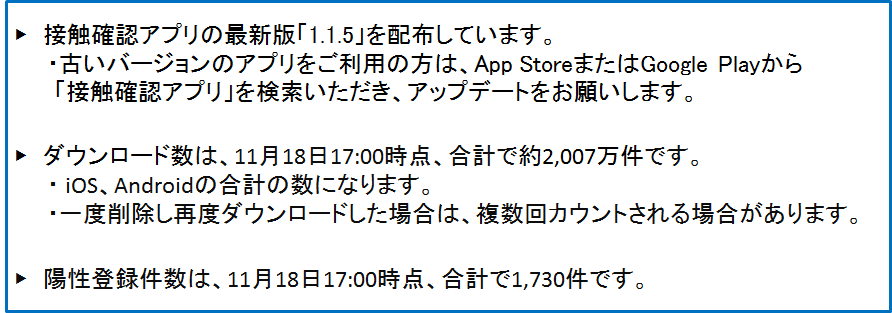 ▶ 接触確認アプリの最新版「1.1.5」を配布しています。
・古いバージョンのアプリをご利用の方は、App StoreまたはGoogle Playから
「接触確認アプリ」を検索いただき、アップデートをお願いします。
▶ ダウンロード数は、11月18日17:00時点、合計で約2,007万件です。
・iOS、Androidの合計の数になります。
・一度削除し再度ダウンロードした場合は、複数回カウントされる場合があります。
▶ 陽性登録件数は、11月18日17:00時点、合計で1,730件です。